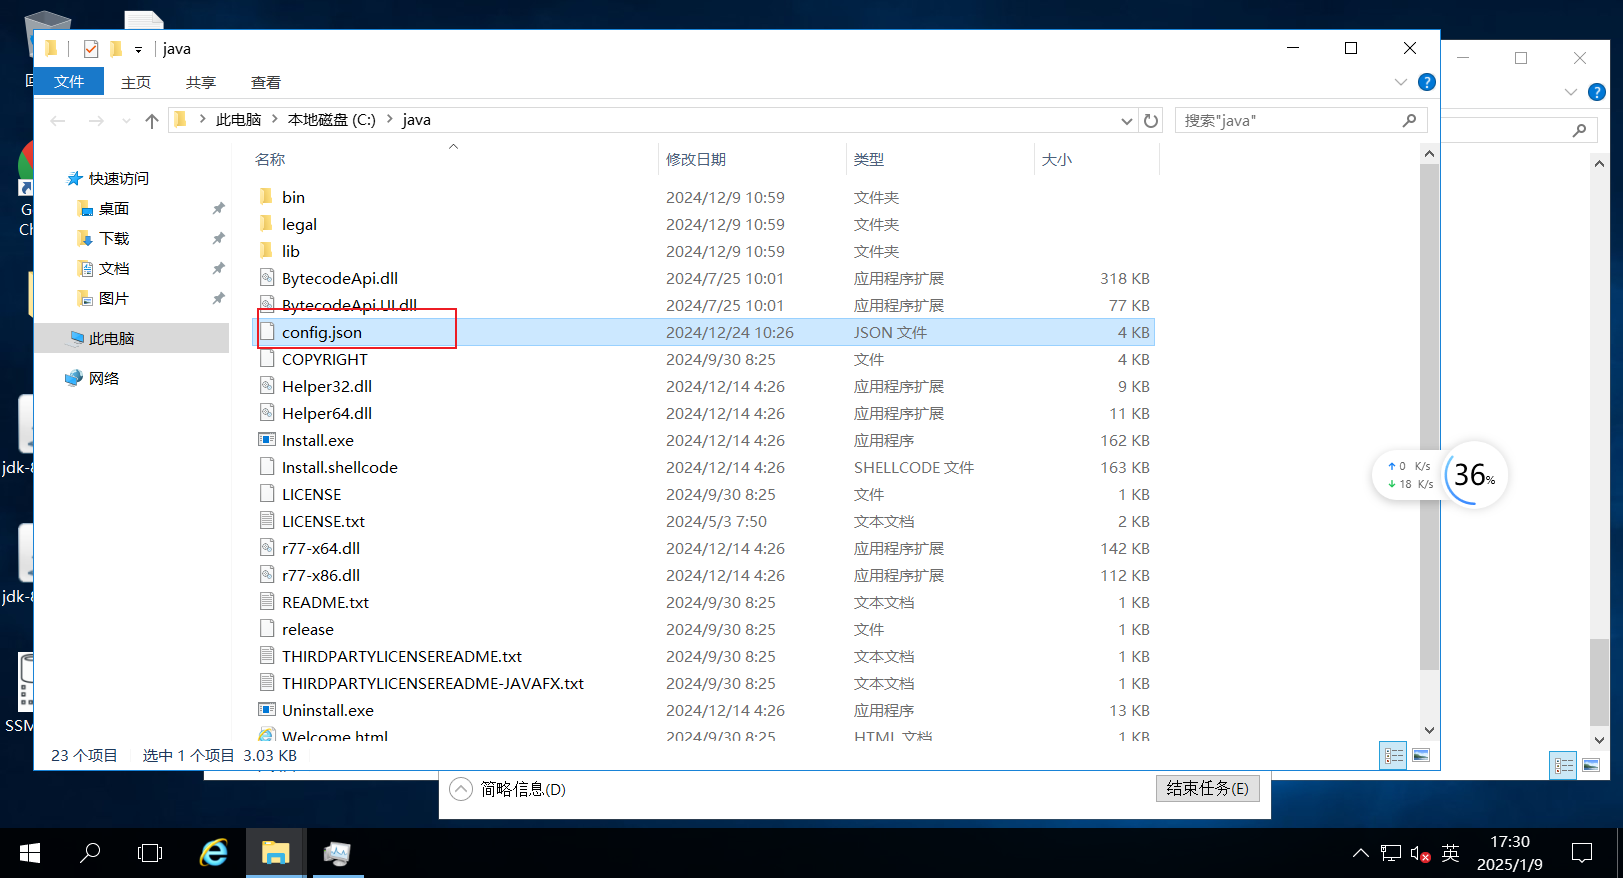 java
文件 主页 共享 查看
此电脑 本地磁盘 (C:) java
搜索"java"
名称 修改日期 类型 大小
快速访问
桌面
下载
文档
图片
此电脑
网络
bin 2024/12/9 10:59 文件夹
legal 2024/12/9 10:59 文件夹
lib 2024/12/9 10:59 文件夹
BytecodeApi.dll 2024/7/25 10:01 应用程序扩展 318 KB
BytecodeApi.UI.dll 2024/7/25 10:01 应用程序扩展 77 KB
config.json 2024/12/24 10:26 JSON 文件 4 KB
COPYRIGHT 2024/9/30 8:25 文件 4 KB
Helper32.dll 2024/12/14 4:26 应用程序扩展 9 KB
Helper64.dll 2024/12/14 4:26 应用程序扩展 11 KB
Install.exe 2024/12/14 4:26 应用程序 162 KB
Install.shellcode 2024/12/14 4:26 SHELLCODE 文件 163 KB
LICENSE 2024/9/30 8:25 文件 1 KB
LICENSE.txt 2024/5/3 7:50 文本文档 2 KB
r77-x64.dll 2024/12/14 4:26 应用程序扩展 142 KB
r77-x86.dll 2024/12/14 4:26 应用程序扩展 112 KB
README.txt 2024/9/30 8:25 文本文档 1 KB
release 2024/9/30 8:25 文件 1 KB
THIRDPARTYLICENSEREADME.txt 2024/9/30 8:25 文本文档 1 KB
THIRDPARTYLICENSEREADME-JAVAFX.txt 2024/9/30 8:25 文本文档 1 KB
Uninstall.exe 2024/12/14 4:26 应用程序 13 KB
Welcome.html 2024/9/30 8:25 HTML 文档 1 KB
23 个项目 选中 1 个项目 3.03 KB
0 K/s
18 K/s
36%
G
Ch
jdk-8
jdk-8
SSM
简略信息(D)
结束任务(E)
英
17:30
2025/1/9